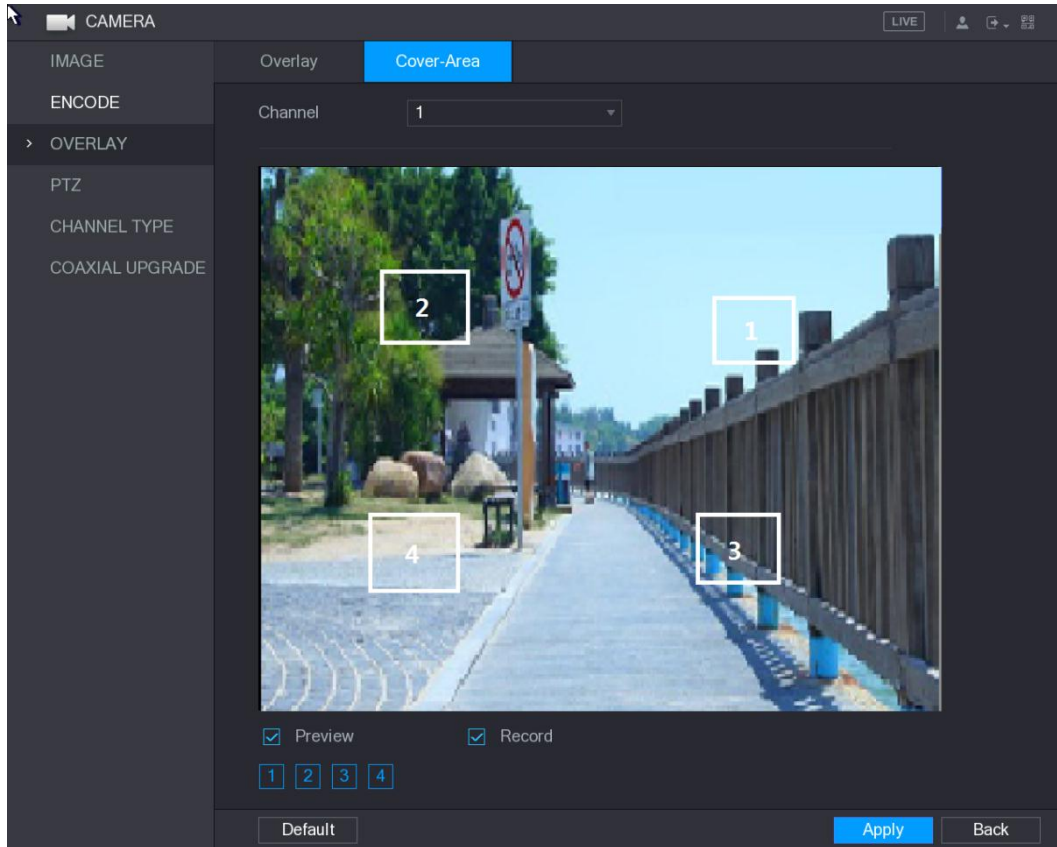 CAMERA
LIVE
IMAGE
ENCODE
> OVERLAY
PTZ
CHANNEL TYPE
COAXIAL UPGRADE
Overlay Cover-Area
Channel 1
2
1
4
3
Preview Record
1 2 3 4
Default Apply Back